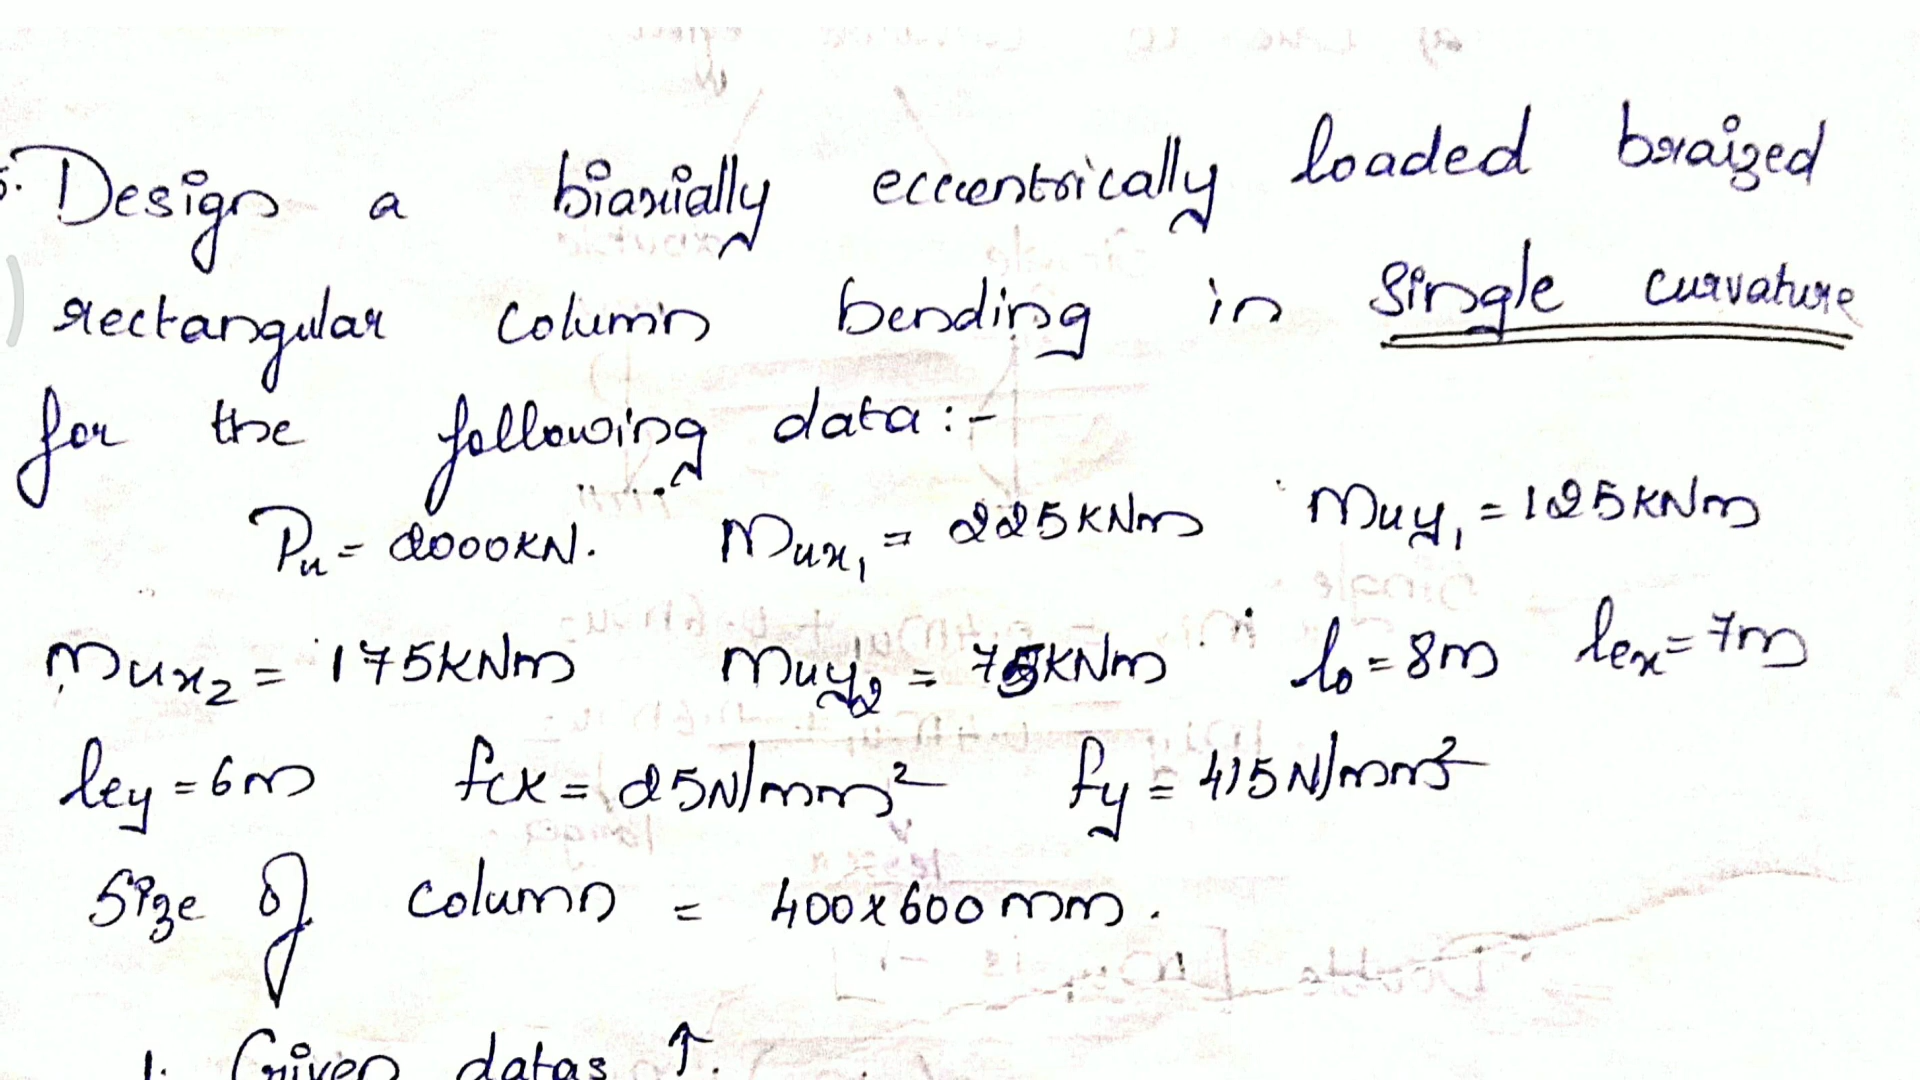 5. Design a biaxially eccentrically loaded braized
rectangular column bending in single curvature
for the following data:-
Pu = 2000KN. Mux₁ = 225KNm Muy₁ = 125KNm
Mux₂ = 175KNm Muy₂ = 75KNm lo = 8m lex = 7m
ley = 6m fck = 25N/mm² fy = 415N/mm²
Size of column = 400x600mm.
1. Given datas ↑.